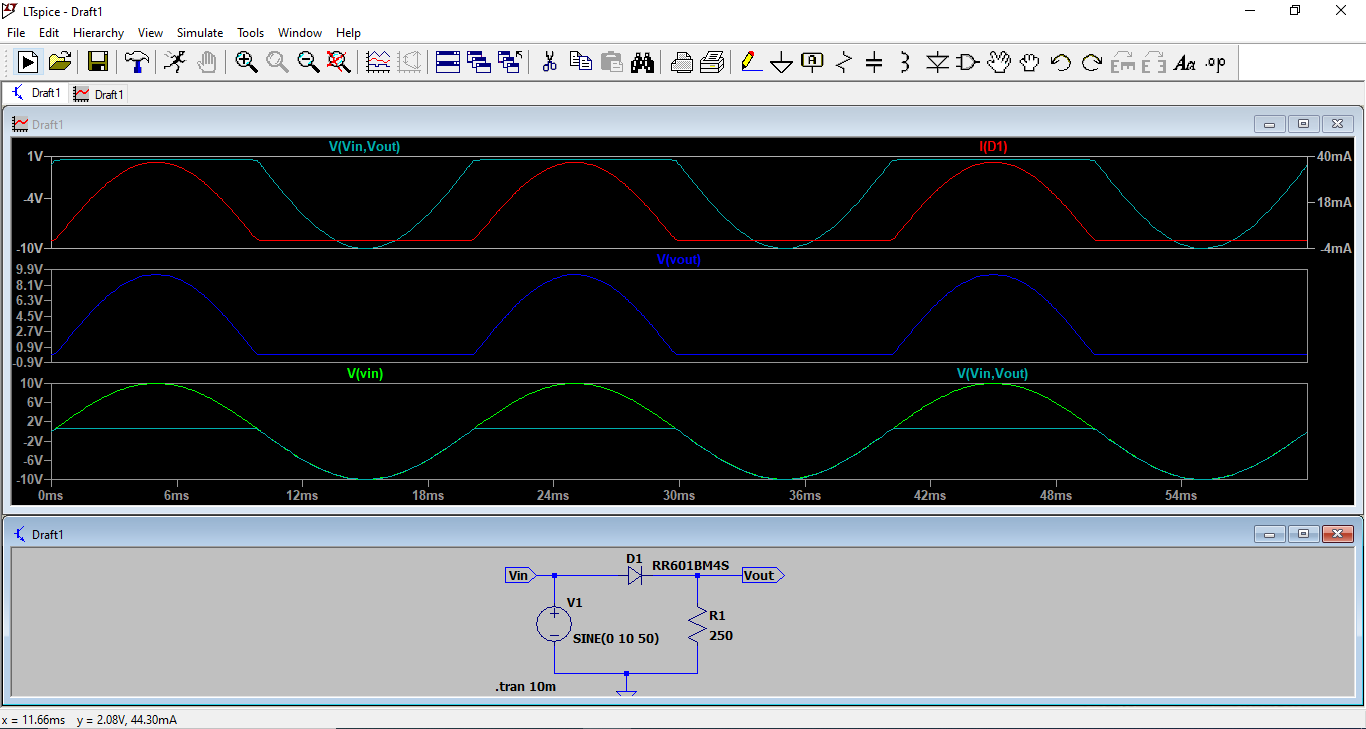 LTspice - Draft1
File Edit Hierarchy View Simulate Tools Window Help
A Aa .op
Draft1 Draft1
Draft1
V(Vin,Vout) I(D1)
1V 40mA
-4V 18mA
-10V -4mA
V(vout)
9.9V
8.1V
6.3V
4.5V
2.7V
0.9V
-0.9V
V(vin) V(Vin,Vout)
10V
6V
2V
-2V
-6V
-10V
0ms 6ms 12ms 18ms 24ms 30ms 36ms 42ms 48ms 54ms
Draft1
D1
RR601BM4S
Vin Vout
V1
R1
SINE(0 10 50) 250
.tran 10m
x = 11.66ms y = 2.08V, 44.30mA